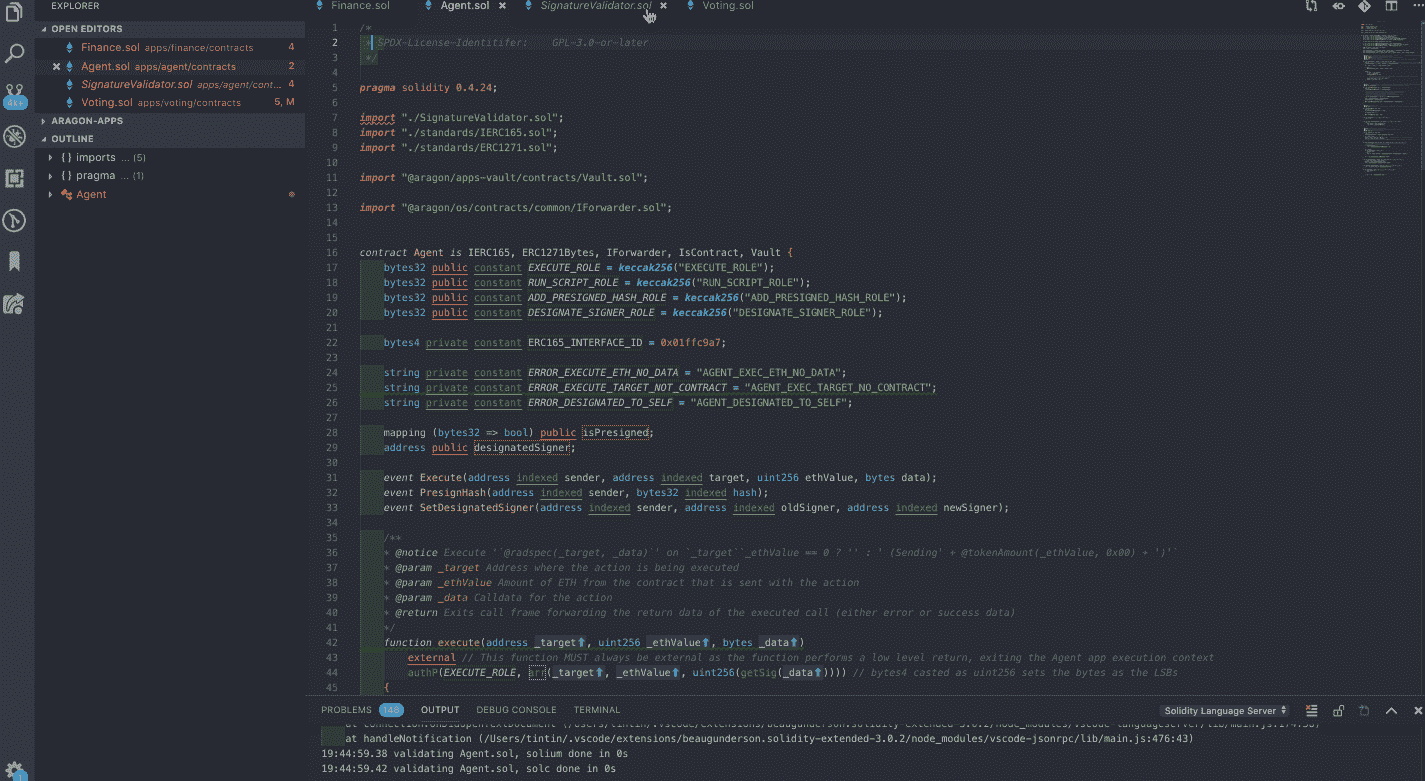 EXPLORER
OPEN EDITORS
Finance.sol apps/finance/contracts 4
Agent.sol apps/agent/contracts 2
SignatureValidator.sol apps/agent/cont... 4
Voting.sol apps/voting/contracts 5, M
ARAGON-APPS
OUTLINE
{ } imports ... (5)
{ } pragma ... (1)
Agent
4k+
1
Finance.sol
Agent.sol
SignatureValidator.sol
Voting.sol
1 /*
2 * SPDX-License-Identitifer: GPL-3.0-or-later
3 */
4
5 pragma solidity 0.4.24;
6
7 import "./SignatureValidator.sol";
8 import "./standards/IERC165.sol";
9 import "./standards/ERC1271.sol";
10
11 import "@aragon/apps-vault/contracts/Vault.sol";
12
13 import "@aragon/os/contracts/common/IForwarder.sol";
14
15
16 contract Agent is IERC165, ERC1271Bytes, IForwarder, IsContract, Vault {
17 bytes32 public constant EXECUTE_ROLE = keccak256("EXECUTE_ROLE");
18 bytes32 public constant RUN_SCRIPT_ROLE = keccak256("RUN_SCRIPT_ROLE");
19 bytes32 public constant ADD_PRESIGNED_HASH_ROLE = keccak256("ADD_PRESIGNED_HASH_ROLE");
20 bytes32 public constant DESIGNATE_SIGNER_ROLE = keccak256("DESIGNATE_SIGNER_ROLE");
21
22 bytes4 private constant ERC165_INTERFACE_ID = 0x01ffc9a7;
23
24 string private constant ERROR_EXECUTE_ETH_NO_DATA = "AGENT_EXEC_ETH_NO_DATA";
25 string private constant ERROR_EXECUTE_TARGET_NOT_CONTRACT = "AGENT_EXEC_TARGET_NO_CONTRACT";
26 string private constant ERROR_DESIGNATED_TO_SELF = "AGENT_DESIGNATED_TO_SELF";
27
28 mapping (bytes32 => bool) public isPresigned;
29 address public designatedSigner;
30
31 event Execute(address indexed sender, address indexed target, uint256 ethValue, bytes data);
32 event PresignHash(address indexed sender, bytes32 indexed hash);
33 event SetDesignatedSigner(address indexed sender, address indexed oldSigner, address indexed newSigner);
34
35 /**
36 * @notice Execute '`@radspec(_target, _data)`' on `_target``_ethValue == 0 ? '' : ' (Sending' + @tokenAmount(_ethValue, 0x00) + ')'`
37 * @param _target Address where the action is being executed
38 * @param _ethValue Amount of ETH from the contract that is sent with the action
39 * @param _data Calldata for the action
40 * @return Exits call frame forwarding the return data of the executed call (either error or success data)
41 */
42 function execute(address _target⬆, uint256 _ethValue⬆, bytes _data⬆)
43 external // This function MUST always be external as the function performs a low level return, exiting the Agent app execution context
44 authP(EXECUTE_ROLE, arr(_target⬆, _ethValue⬆, uint256(getSig(_data⬆)))) // bytes4 casted as uint256 sets the bytes as the LSBs
45 {
PROBLEMS 146 OUTPUT DEBUG CONSOLE TERMINAL Solidity Language Server
at handleNotification (/Users/tintin/.vscode/extensions/beaugunderson.solidity-extended-3.0.2/node_modules/vscode-jsonrpc/lib/main.js:476:43)
19:44:59.38 validating Agent.sol, solium done in 0s
19:44:59.42 validating Agent.sol, solc done in 0s